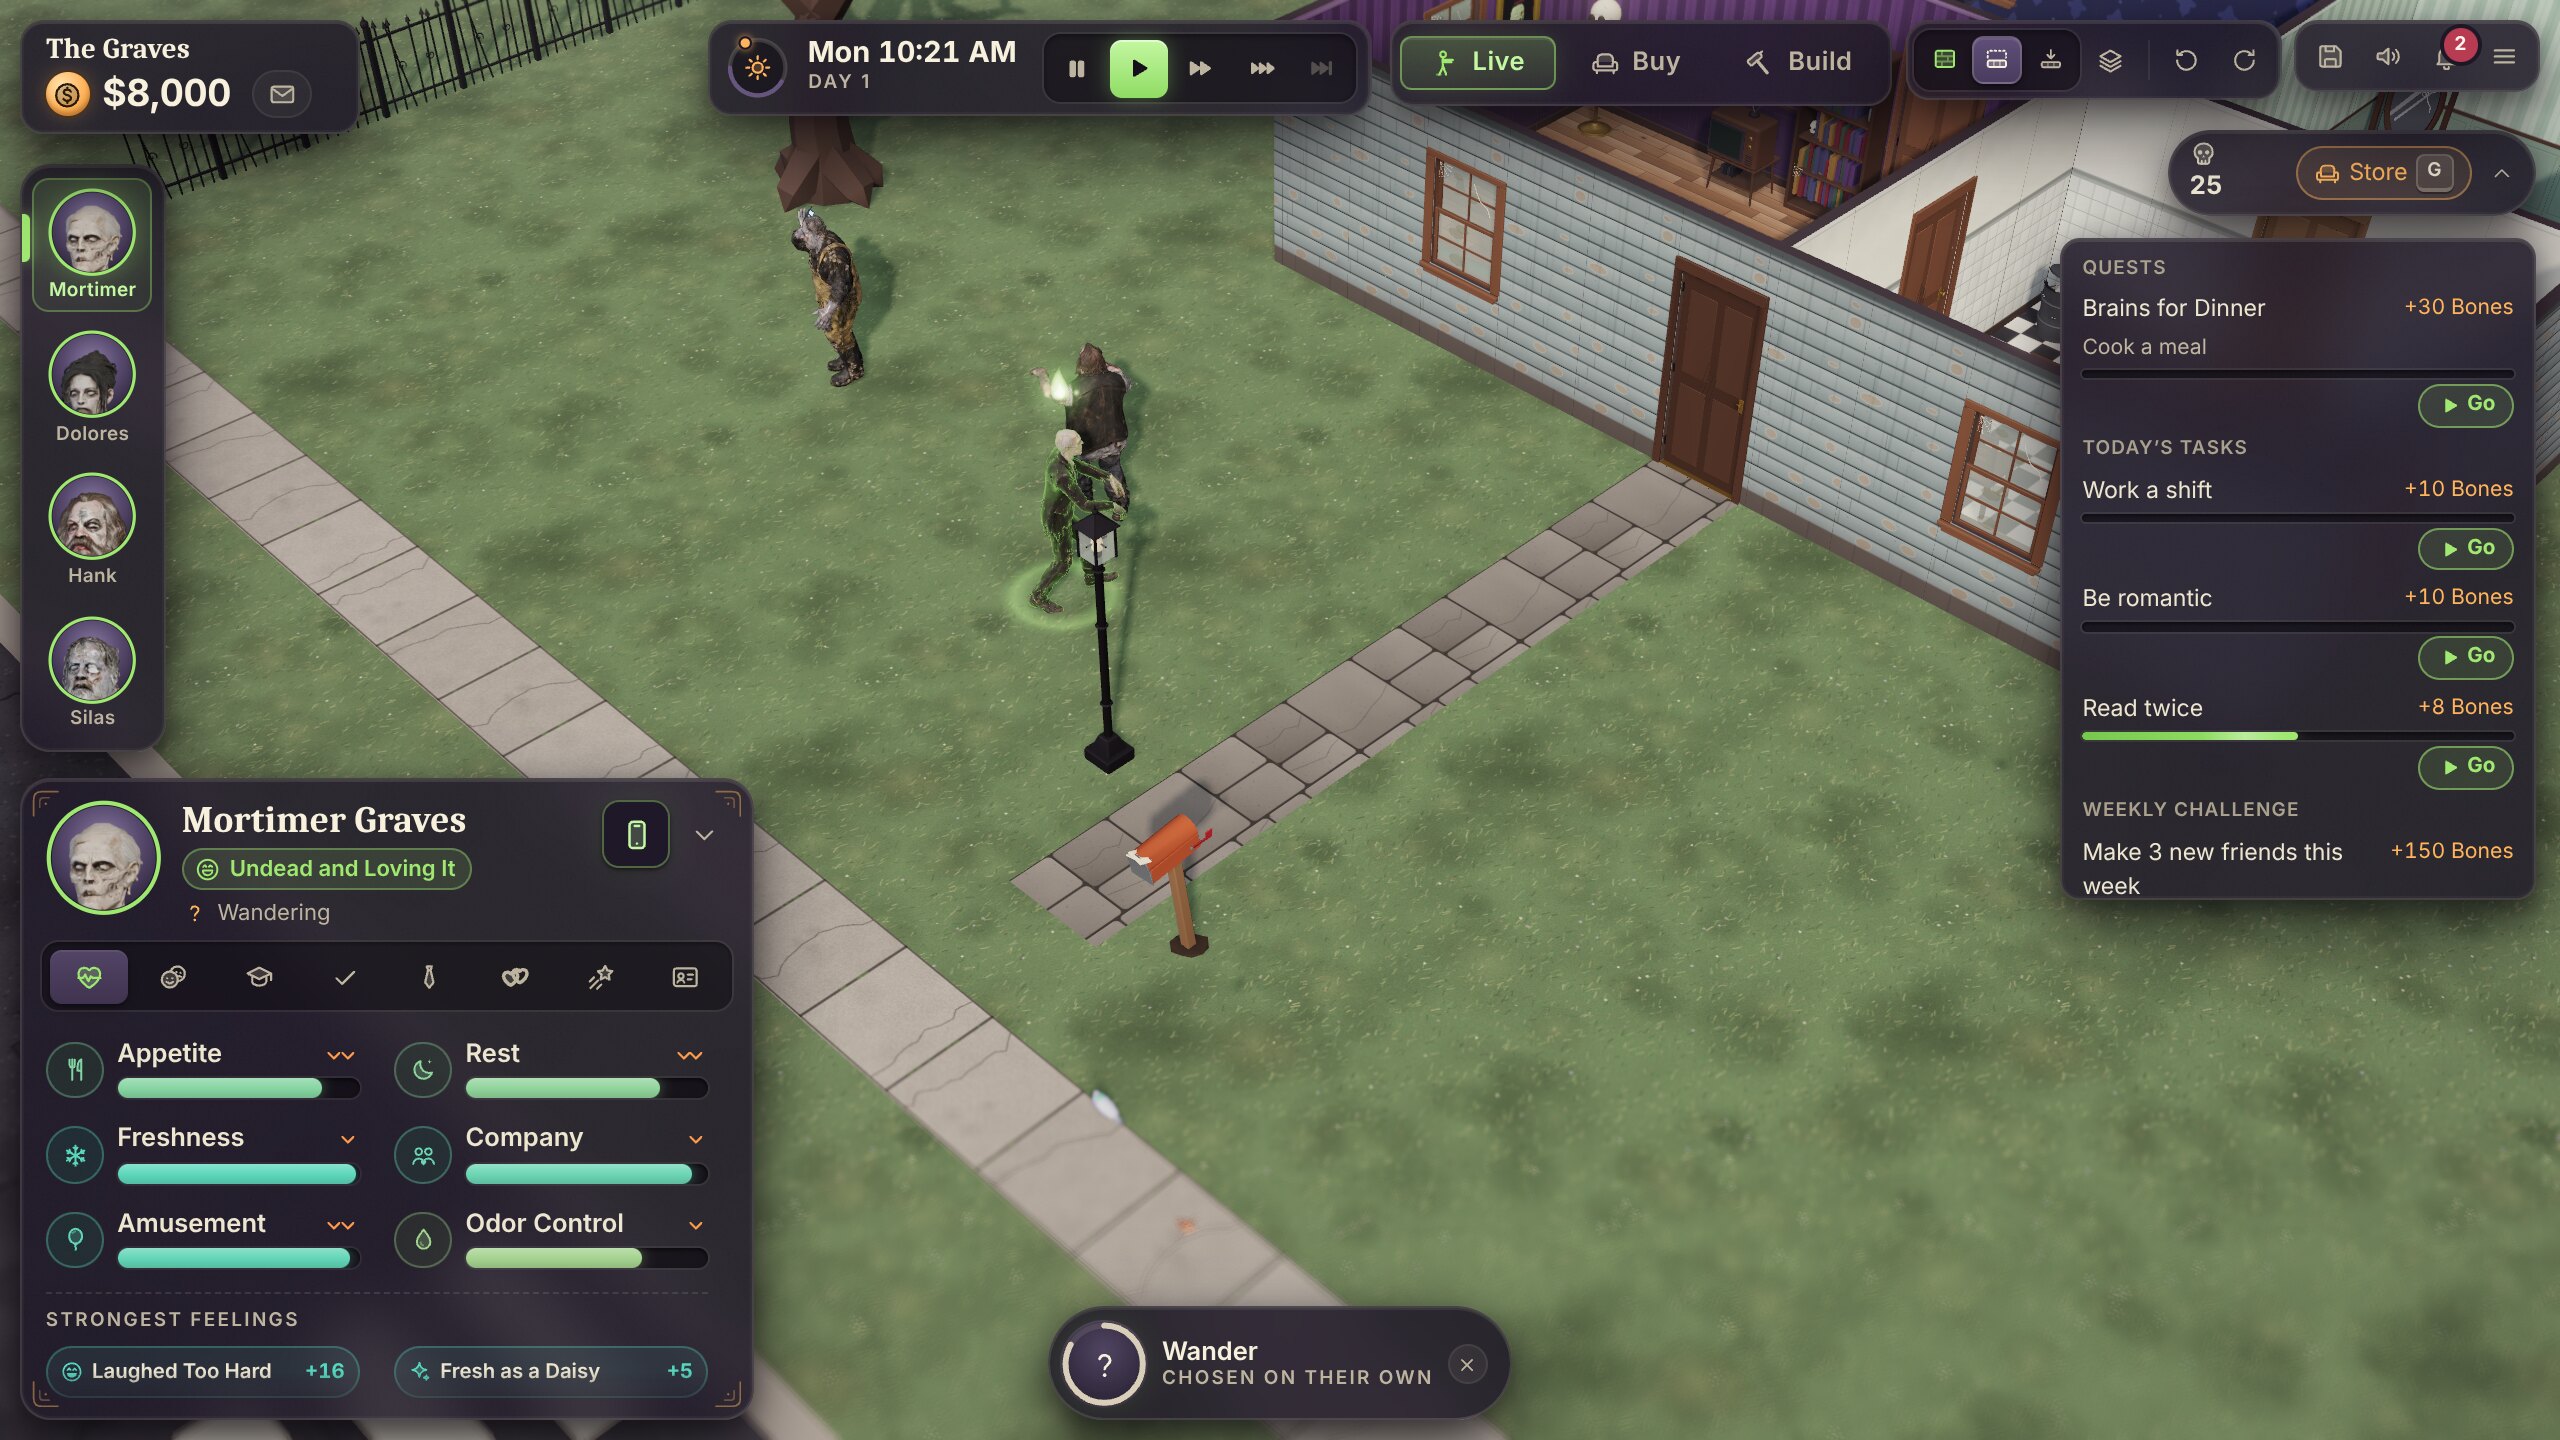 The Graves
$8,000
Mon 10:21 AM
DAY 1
Live
Buy
Build
2
25
Store G
Mortimer
Dolores
Hank
Silas
QUESTS
Brains for Dinner +30 Bones
Cook a meal
Go
TODAY'S TASKS
Work a shift +10 Bones
Go
Be romantic +10 Bones
Go
Read twice +8 Bones
Go
WEEKLY CHALLENGE
Make 3 new friends this +150 Bones
week
Mortimer Graves
Undead and Loving It
? Wandering
Appetite
Rest
Freshness
Company
Amusement
Odor Control
STRONGEST FEELINGS
Laughed Too Hard +16
Fresh as a Daisy +5
?
Wander
CHOSEN ON THEIR OWN